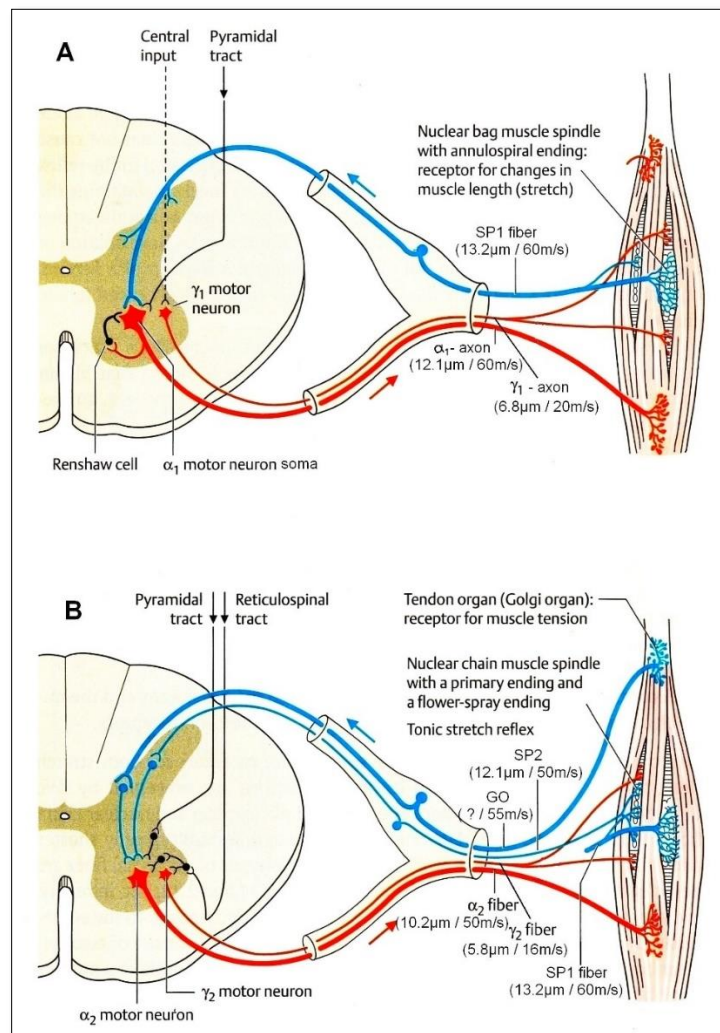 A
Central
input
Pyramidal
tract
Nuclear bag muscle spindle
with annulospiral ending:
receptor for changes in
muscle length (stretch)
SP1 fiber
(13.2µm / 60m/s)
γ1 motor
neuron
α1- axon
(12.1µm / 60m/s)
γ1 - axon
(6.8µm / 20m/s)
Renshaw cell
α1 motor neuron soma
B
Pyramidal
tract
Reticulospinal
tract
Tendon organ (Golgi organ):
receptor for muscle tension
Nuclear chain muscle spindle
with a primary ending and
a flower-spray ending
Tonic stretch reflex
SP2
(12.1µm / 50m/s)
GO
( ? / 55m/s)
α2 fiber
(10.2µm / 50m/s)
γ2 fiber
(5.8µm / 16m/s)
SP1 fiber
(13.2µm / 60m/s)
γ2 motor neuron
α2 motor neuron